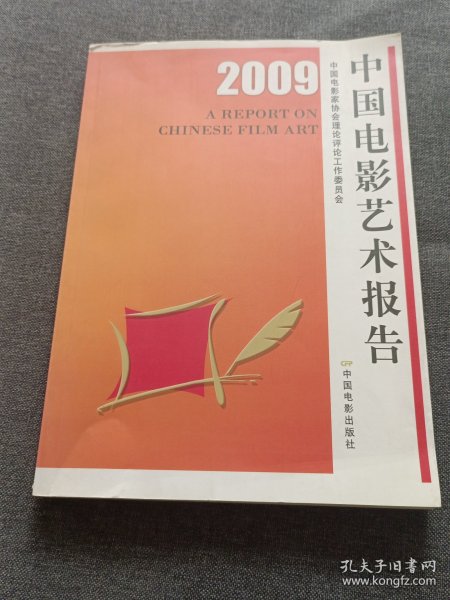 2009
A REPORT ON
CHINESE FILM ART
中国电影家协会理论评论工作委员会
中国电影艺术报告
CFP
中国电影出版社
孔夫子旧书网
www.kongfz.com